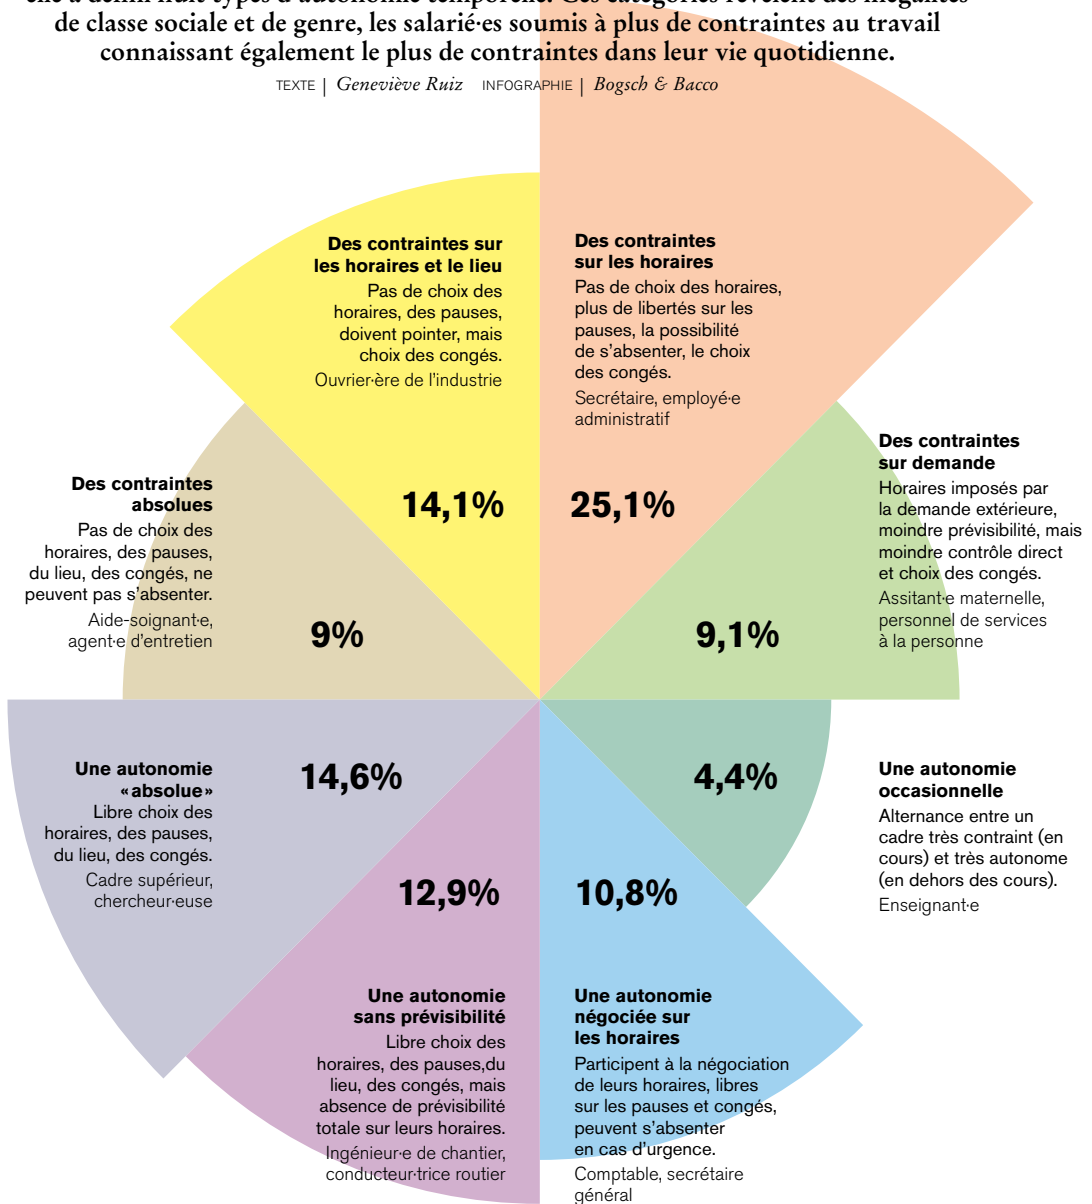 elle a défini huit types d'autonomie temporelle. Ces catégories révèlent des inégalités
de classe sociale et de genre, les salarié·es soumis à plus de contraintes au travail
connaissant également le plus de contraintes dans leur vie quotidienne.
TEXTE | Geneviève Ruiz INFOGRAPHIE | Bogsch & Bacco
Des contraintes sur
les horaires et le lieu
Pas de choix des
horaires, des pauses,
doivent pointer, mais
choix des congés.
Ouvrier·ère de l'industrie
14,1%
Des contraintes
sur les horaires
Pas de choix des horaires,
plus de libertés sur les
pauses, la possibilité
de s'absenter, le choix
des congés.
Secrétaire, employé·e
administratif
25,1%
Des contraintes
sur demande
Horaires imposés par
la demande extérieure,
moindre prévisibilité, mais
moindre contrôle direct
et choix des congés.
Assitant·e maternelle,
personnel de services
à la personne
9,1%
Des contraintes
absolues
Pas de choix des
horaires, des pauses,
du lieu, des congés, ne
peuvent pas s'absenter.
Aide-soignant·e,
agent·e d'entretien
9%
Une autonomie
«absolue»
Libre choix des
horaires, des pauses,
du lieu, des congés.
Cadre supérieur,
chercheur·euse
14,6%
4,4%
Une autonomie
occasionnelle
Alternance entre un
cadre très contraint (en
cours) et très autonome
(en dehors des cours).
Enseignant·e
12,9%
Une autonomie
sans prévisibilité
Libre choix des
horaires, des pauses,du
lieu, des congés, mais
absence de prévisibilité
totale sur leurs horaires.
Ingénieur·e de chantier,
conducteur·trice routier
10,8%
Une autonomie
négociée sur
les horaires
Participent à la négociation
de leurs horaires, libres
sur les pauses et congés,
peuvent s'absenter
en cas d'urgence.
Comptable, secrétaire
général